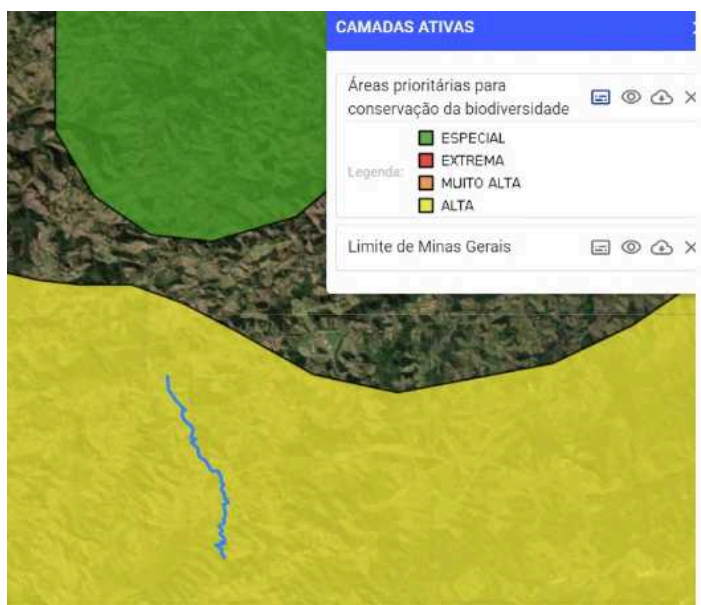 CAMADAS ATIVAS
Áreas prioritárias para
conservação da biodiversidade
Legenda:
ESPECIAL
EXTREMA
MUITO ALTA
ALTA
Limite de Minas Gerais